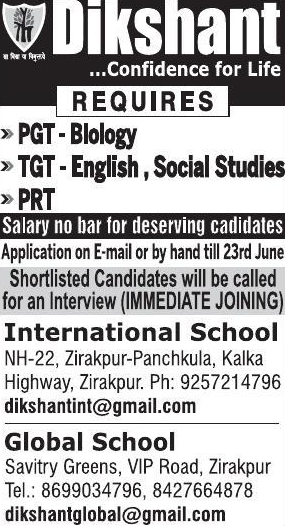 Dikshant
सा विद्या या विमुक्तये
...Confidence for Life
REQUIRES
» PGT - BIology
» TGT - English , Social Studies
» PRT
Salary no bar for deserving cadidates
Application on E-mail or by hand till 23rd June
Shortlisted Candidates will be called
for an Interview (IMMEDIATE JOINING)
International School
NH-22, Zirakpur-Panchkula, Kalka
Highway, Zirakpur. Ph: 9257214796
dikshantint@gmail.com
Global School
Savitry Greens, VIP Road, Zirakpur
Tel.: 8699034796, 8427664878
dikshantglobal@gmail.com